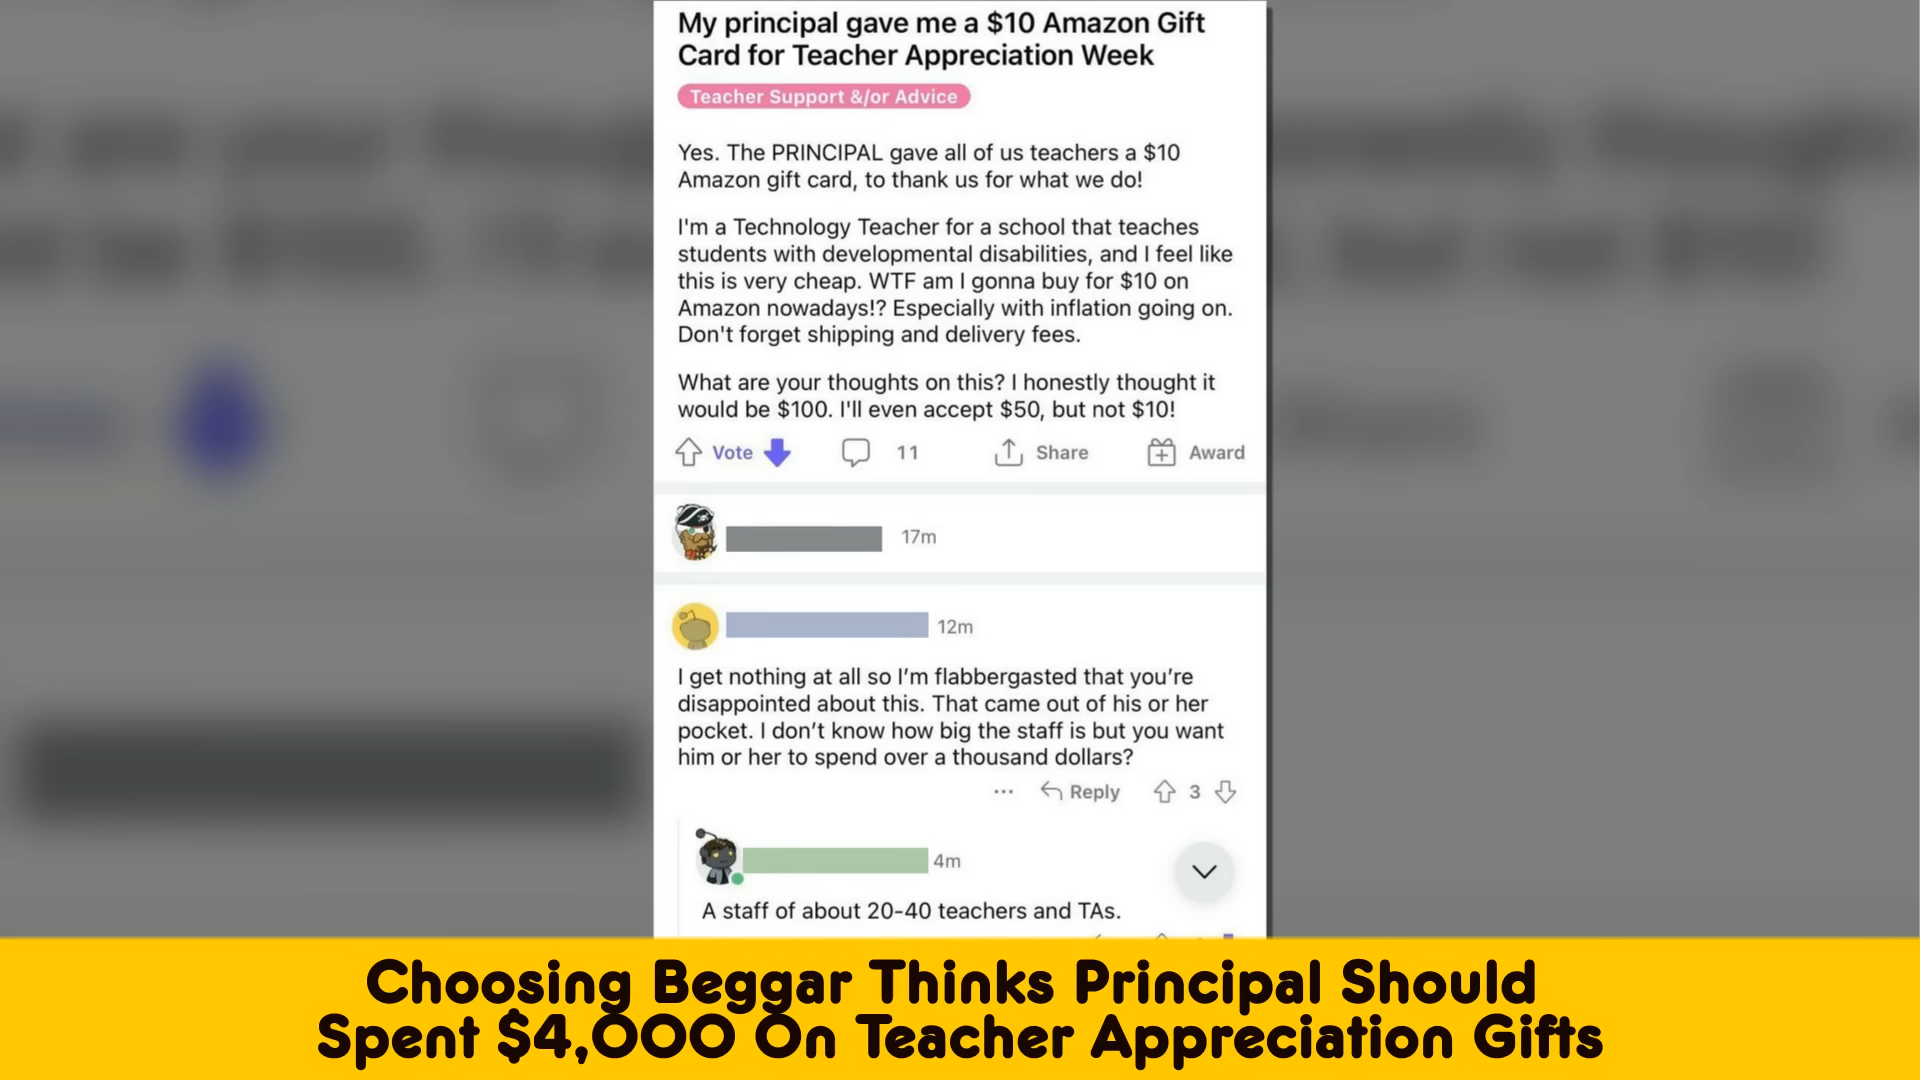 My principal gave me a $10 Amazon Gift
Card for Teacher Appreciation Week
Teacher Support &/or Advice
Yes. The PRINCIPAL gave all of us teachers a $10
Amazon gift card, to thank us for what we do!
I'm a Technology Teacher for a school that teaches
students with developmental disabilities, and I feel like
this is very cheap. WTF am I gonna buy for $10 on
Amazon nowadays!? Especially with inflation going on.
Don't forget shipping and delivery fees.
What are your thoughts on this? I honestly thought it
would be $100. I'll even accept $50, but not $10!
Vote 11 Share Award
17m
12m
I get nothing at all so I’m flabbergasted that you’re
disappointed about this. That came out of his or her
pocket. I don’t know how big the staff is but you want
him or her to spend over a thousand dollars?
... Reply 3
4m
A staff of about 20-40 teachers and TAs.
Choosing Beggar Thinks Principal Should
Spent $4,000 On Teacher Appreciation Gifts